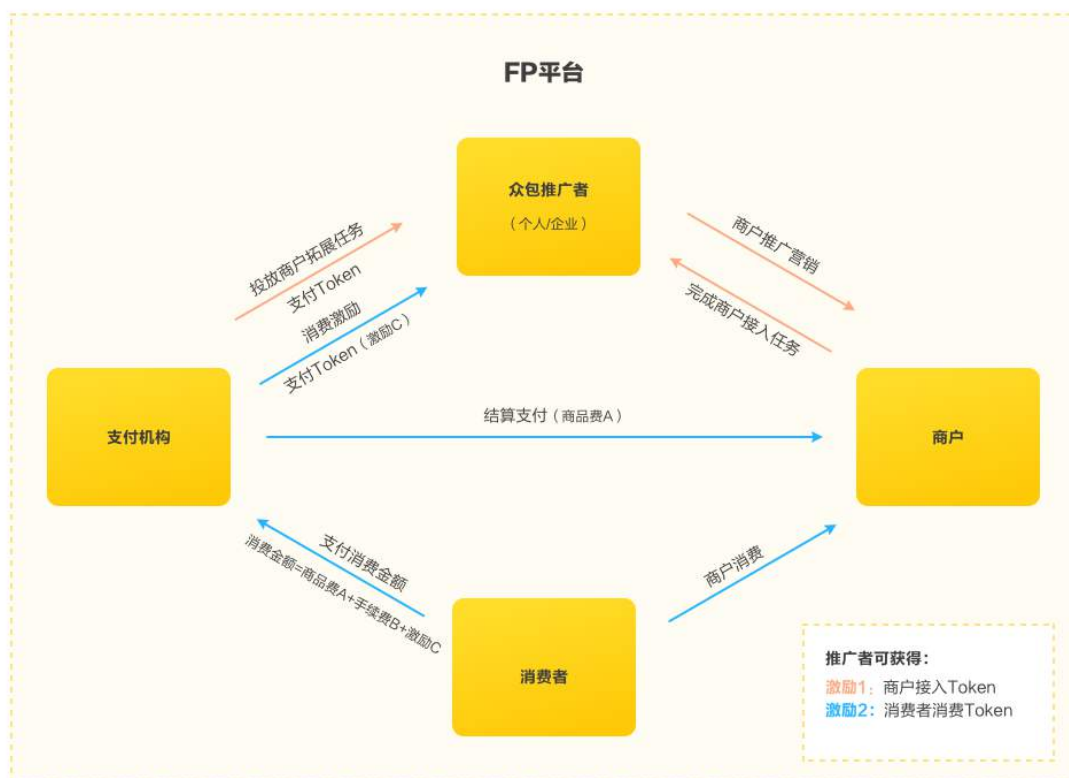 FP平台
众包推广者
（个人/企业）
投放商户拓展任务
支付Token
消费激励
支付Token（激励C）
商户推广营销
完成商户接入任务
支付机构
结算支付（商品费A）
商户
支付消费金额
消费金额=商品费A+手续费B+激励C
商户消费
消费者
推广者可获得：
激励1：商户接入Token
激励2：消费者消费Token